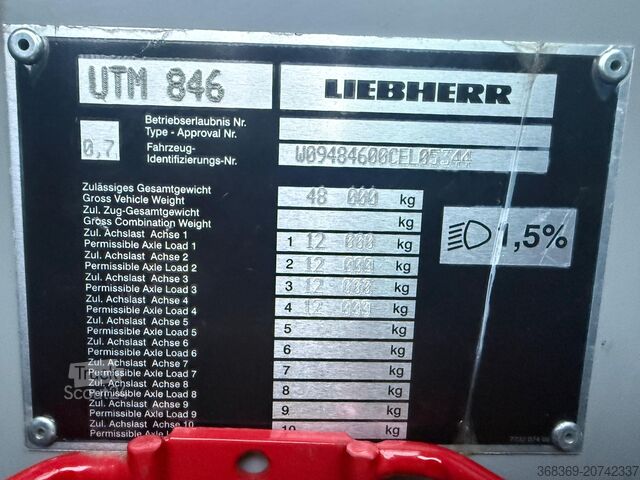 UTM 846 LIEBHERR
Betriebserlaubnis Nr.
Type - Approval Nr.
0,7 Fahrzeug-
Identifizierungs-Nr. W09484600CEL05344
Zulässiges Gesamtgewicht
Gross Vehicle Weight 48 000 kg
Zul. Zug-Gesamtgewicht
Gross Combination Weight kg
Zul. Achslast Achse 1
Permissible Axle Load 1 1 12 000 kg
Zul. Achslast Achse 2
Permissible Axle Load 2 2 12 000 kg
Zul. Achslast Achse 3
Permissible Axle Load 3 3 12 000 kg
Zul. Achslast Achse 4
Permissible Axle Load 4 4 12 000 kg
Zul. Achslast Achse 5
Permissible Axle Load 5 5 kg
Zul. Achslast Achse 6
Permissible Axle Load 6 6 kg
Zul. Achslast Achse 7
Permissible Axle Load 7 7 kg
Zul. Achslast Achse 8
Permissible Axle Load 8 8 kg
Zul. Achslast Achse 9
Permissible Axle Load 9 9 kg
Zul. Achslast Achse 10
Permissible Axle 10 kg
1,5%
368369-20742337